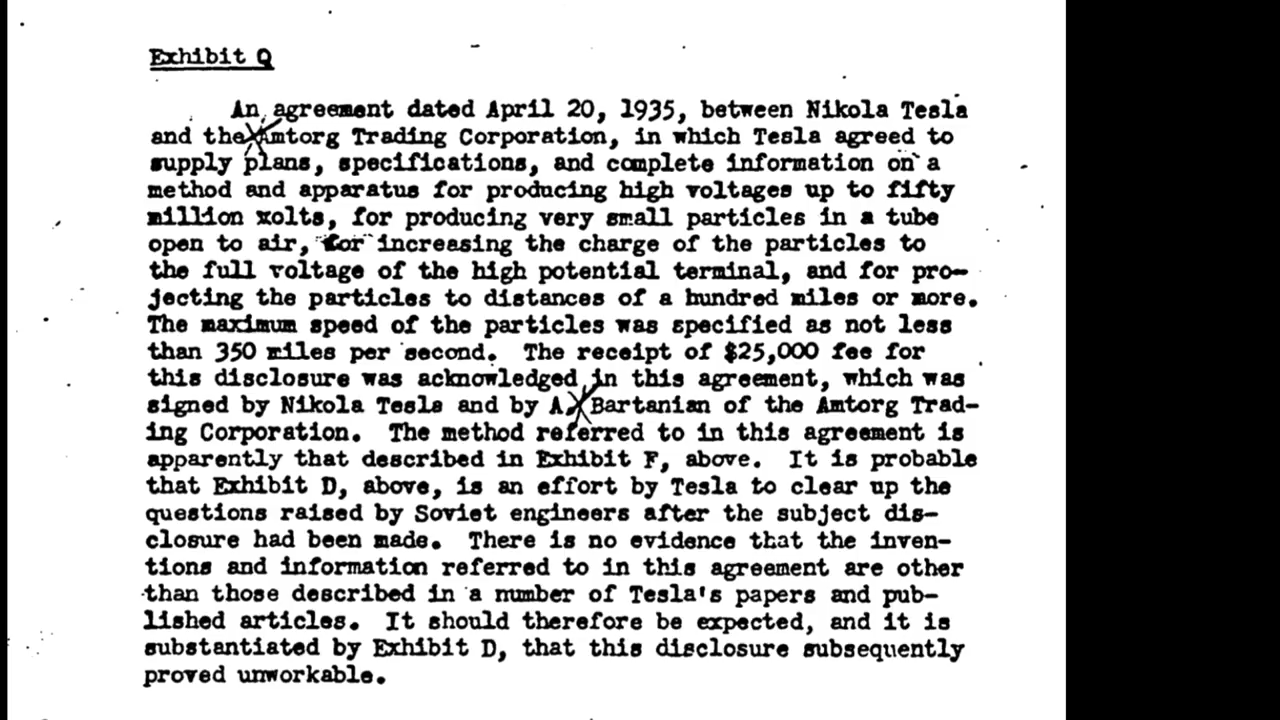 Exhibit Q
An agreement dated April 20, 1935, between Nikola Tesla
and the Amtorg Trading Corporation, in which Tesla agreed to
supply plans, specifications, and complete information on a
method and apparatus for producing high voltages up to fifty
million xolts, for producing very small particles in a tube
open to air, for increasing the charge of the particles to
the full voltage of the high potential terminal, and for pro-
jecting the particles to distances of a hundred miles or more.
The maximum speed of the particles was specified as not less
than 350 miles per second. The receipt of $25,000 fee for
this disclosure was acknowledged in this agreement, which was
signed by Nikola Tesla and by A. Bartanian of the Amtorg Trad-
ing Corporation. The method referred to in this agreement is
apparently that described in Exhibit F, above. It is probable
that Exhibit D, above, is an effort by Tesla to clear up the
questions raised by Soviet engineers after the subject dis-
closure had been made. There is no evidence that the inven-
tions and information referred to in this agreement are other
than those described in a number of Tesla's papers and pub-
lished articles. It should therefore be expected, and it is
substantiated by Exhibit D, that this disclosure subsequently
proved unworkable.